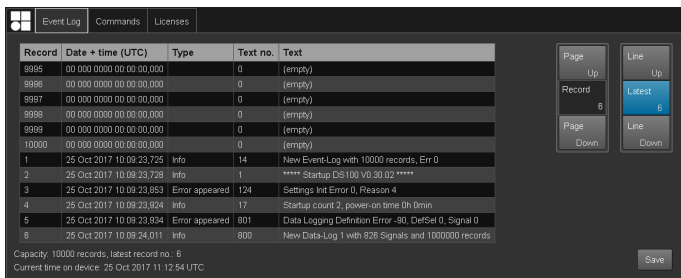 Event Log Commands Licenses
Record Date + time (UTC) Type Text no. Text
9995 00 000 0000 00:00:00,000 0 (empty)
9996 00 000 0000 00:00:00,000 0 (empty)
9997 00 000 0000 00:00:00,000 0 (empty)
9998 00 000 0000 00:00:00,000 0 (empty)
9999 00 000 0000 00:00:00,000 0 (empty)
10000 00 000 0000 00:00:00,000 0 (empty)
1 25 Oct 2017 10:09:23,725 Info 14 New Event-Log with 10000 records, Err 0
2 25 Oct 2017 10:09:23,728 Info 1 ***** Startup DS100 V0.30.02 *****
3 25 Oct 2017 10:09:23,853 Error appeared 124 Settings Init Error 0, Reason 4
4 25 Oct 2017 10:09:23,924 Info 17 Startup count 2, power-on time 0h 0min
5 25 Oct 2017 10:09:23,934 Error appeared 801 Data Logging Definition Error -90, DefSel 0, Signal 0
6 25 Oct 2017 10:09:24,011 Info 800 New Data-Log 1 with 826 Signals and 1000000 records
Capacity: 10000 records, latest record no.: 6
Current time on device: 25 Oct 2017 11:12:54 UTC
Page
Up
Record
6
Page
Down
Line
Up
Latest
6
Line
Down
Save